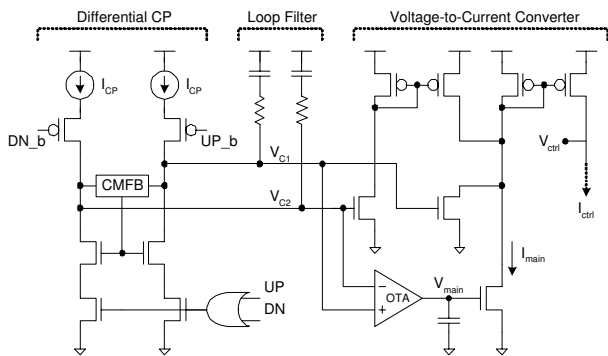 Differential CP
Loop Filter
Voltage-to-Current Converter
I_CP
I_CP
DN_b
UP_b
V_C1
CMFB
V_C2
V_ctrl
I_ctrl
I_main
UP
DN
V_main
−
OTA
+